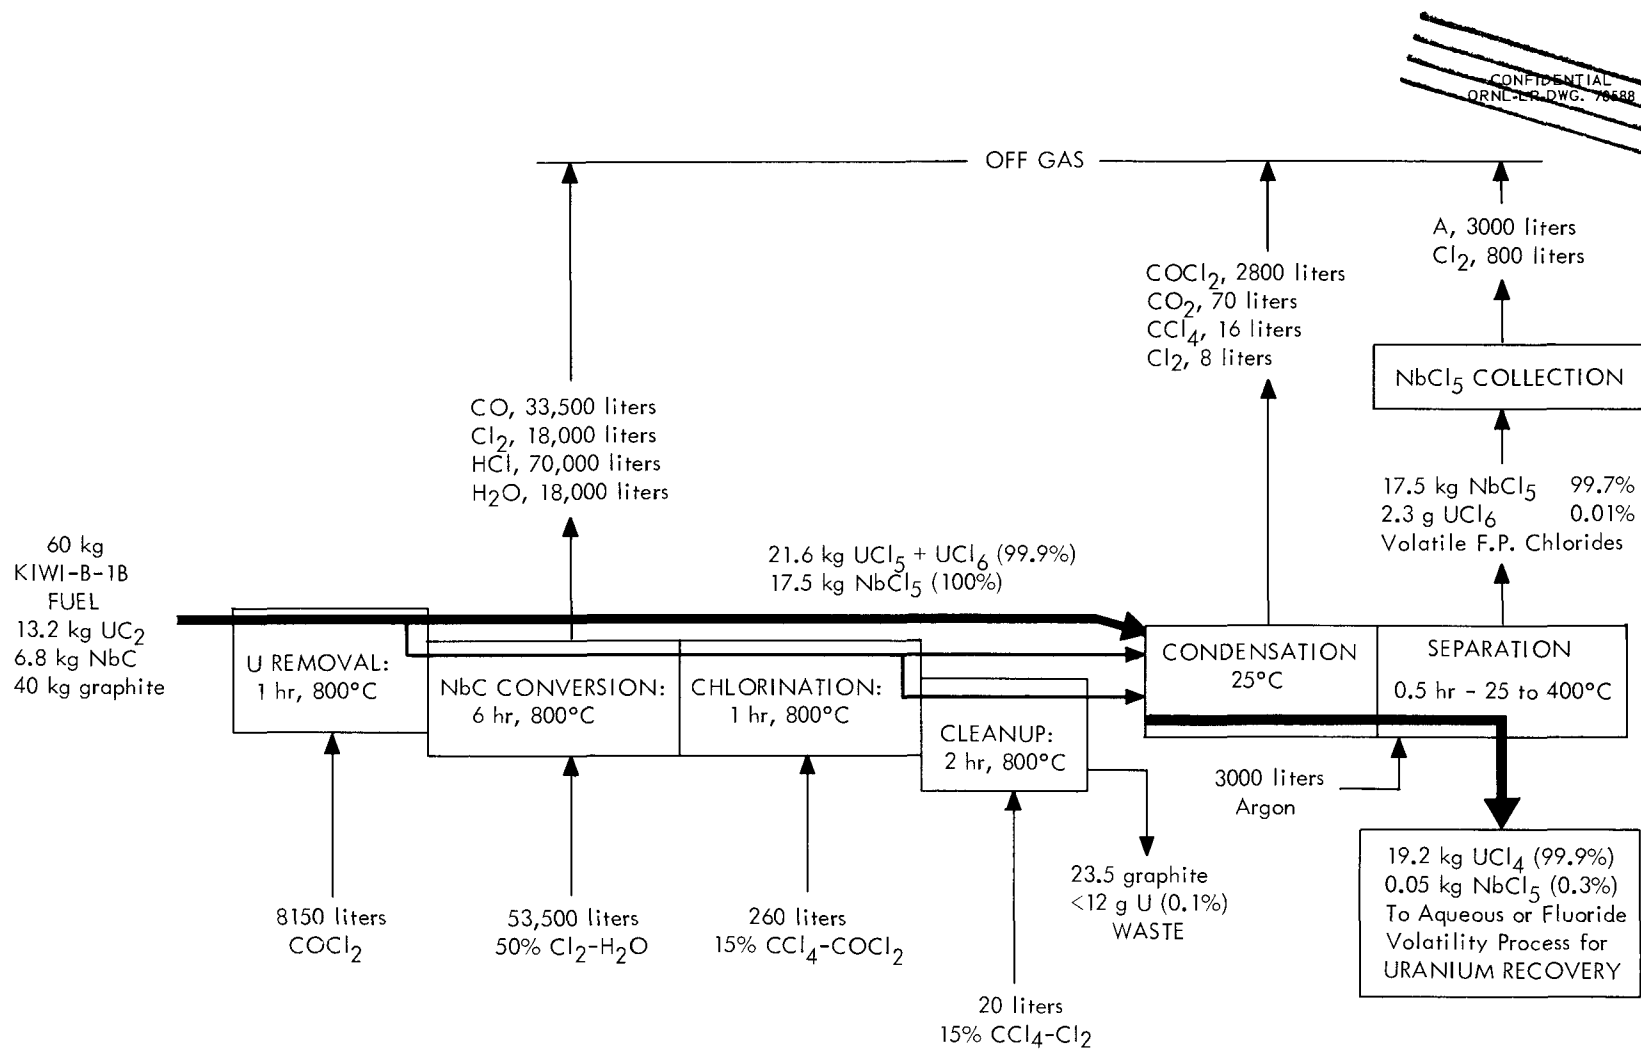 CONFIDENTIAL
ORNL-LR-DWG. 70588
OFF GAS
A, 3000 liters
Cl2, 800 liters
COCl2, 2800 liters
CO2, 70 liters
CCl4, 16 liters
Cl2, 8 liters
NbCl5 COLLECTION
CO, 33,500 liters
Cl2, 18,000 liters
HCl, 70,000 liters
H2O, 18,000 liters
17.5 kg NbCl5 99.7%
2.3 g UCl6 0.01%
Volatile F.P. Chlorides
60 kg
KIWI-B-1B
FUEL
13.2 kg UC2
6.8 kg NbC
40 kg graphite
21.6 kg UCl5 + UCl6 (99.9%)
17.5 kg NbCl5 (100%)
U REMOVAL:
1 hr, 800°C
NbC CONVERSION:
6 hr, 800°C
CHLORINATION:
1 hr, 800°C
CLEANUP:
2 hr, 800°C
CONDENSATION
25°C
SEPARATION
0.5 hr - 25 to 400°C
3000 liters
Argon
8150 liters
COCl2
53,500 liters
50% Cl2-H2O
260 liters
15% CCl4-COCl2
23.5 graphite
<12 g U (0.1%)
WASTE
20 liters
15% CCl4-Cl2
19.2 kg UCl4 (99.9%)
0.05 kg NbCl5 (0.3%)
To Aqueous or Fluoride
Volatility Process for
URANIUM RECOVERY